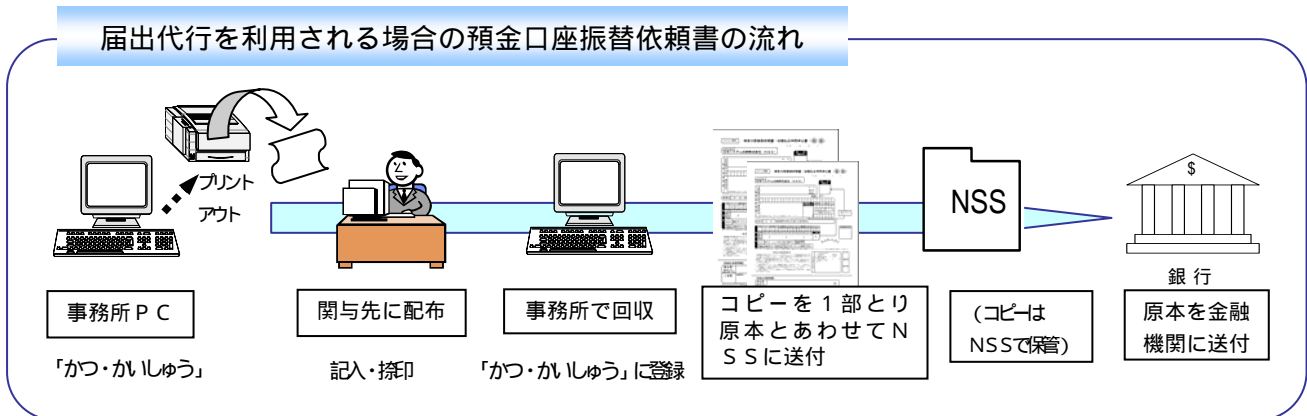 届出代行を利用される場合の預金口座振替依頼書の流れ
プリント
アウト
NSS
$
銀 行
事務所ＰＣ
「かつ・かいしゅう」
関与先に配布
記入・捺印
事務所で回収
「かつ・かいしゅう」に登録
コピーを１部とり
原本とあわせてＮ
ＳＳに送付
(コピーは
NSSで保管)
原本を金融
機関に送付